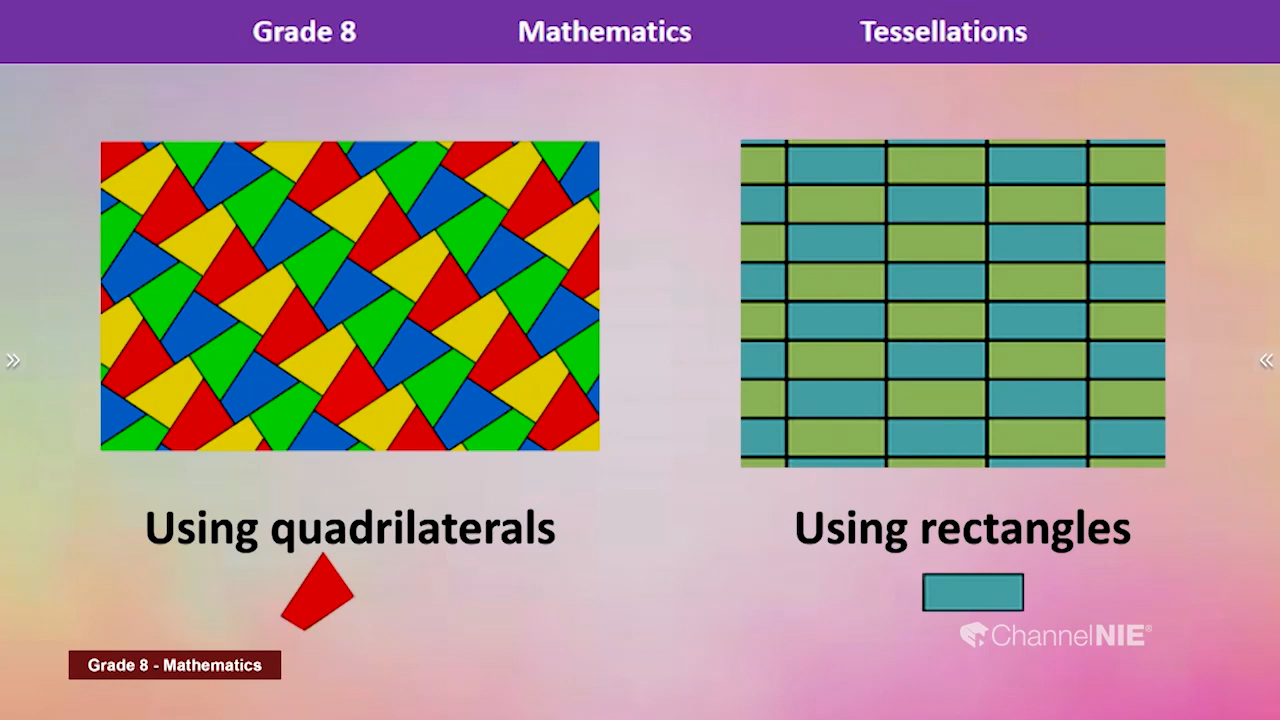 Grade 8 Mathematics Tessellations
Using quadrilaterals
Using rectangles
ChannelNIE®
Grade 8 - Mathematics